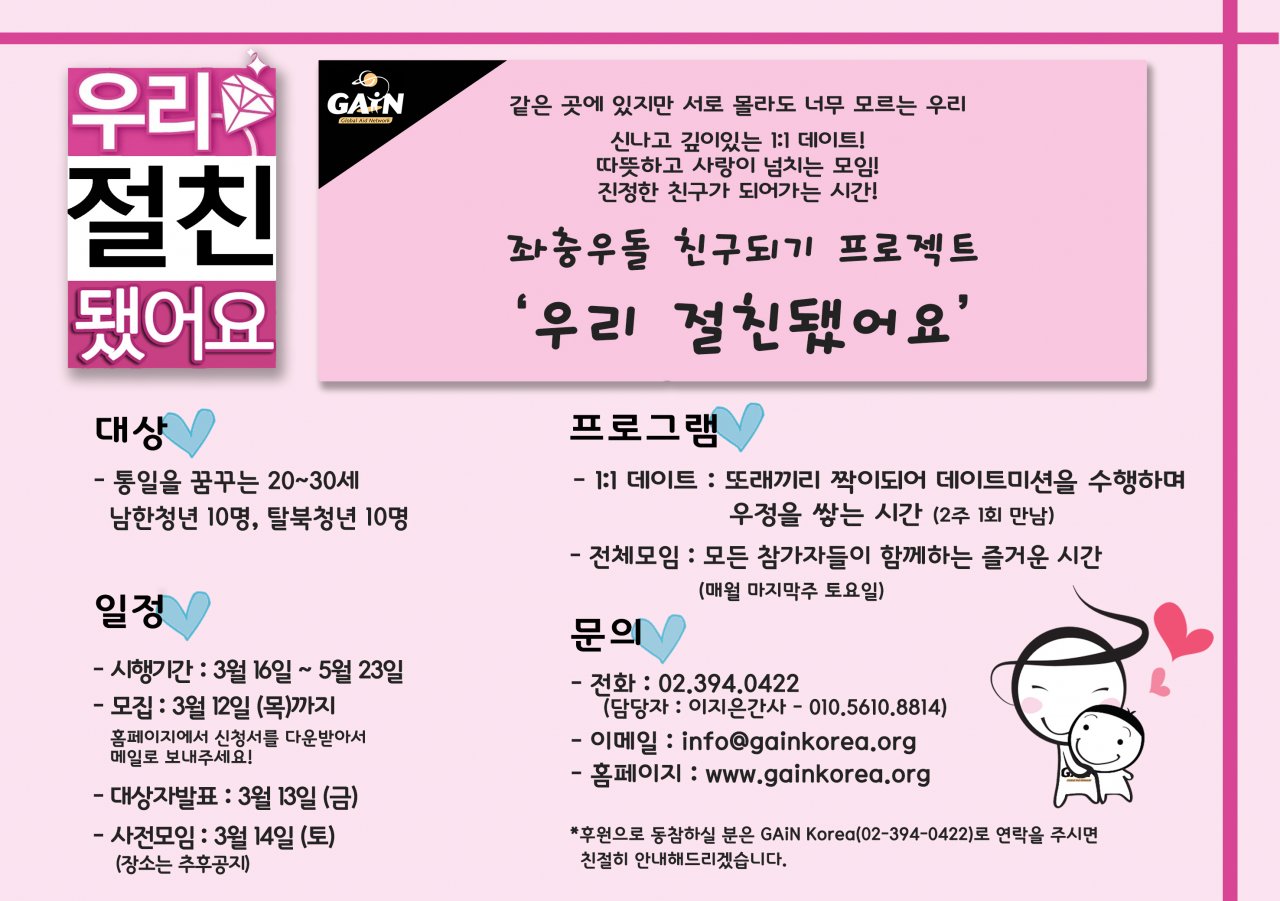 우리
절친
됐어요
GAiN
Global Aid Network
같은 곳에 있지만 서로 몰라도 너무 모르는 우리
신나고 깊이있는 1:1 데이트!
따뜻하고 사랑이 넘치는 모임!
진정한 친구가 되어가는 시간!
좌충우돌 친구되기 프로젝트
‘우리 절친됐어요’
대상
- 통일을 꿈꾸는 20~30세
남한청년 10명, 탈북청년 10명
일정
- 시행기간 : 3월 16일 ~ 5월 23일
- 모집 : 3월 12일 (목)까지
홈페이지에서 신청서를 다운받아서
메일로 보내주세요!
- 대상자발표 : 3월 13일 (금)
- 사전모임 : 3월 14일 (토)
(장소는 추후공지)
프로그램
- 1:1 데이트 : 또래끼리 짝이되어 데이트미션을 수행하며
우정을 쌓는 시간 (2주 1회 만남)
- 전체모임 : 모든 참가자들이 함께하는 즐거운 시간
(매월 마지막주 토요일)
문의
- 전화 : 02.394.0422
(담당자 : 이지은간사 - 010.5610.8814)
- 이메일 : info@gainkorea.org
- 홈페이지 : www.gainkorea.org
*후원으로 동참하실 분은 GAiN Korea(02-394-0422)로 연락을 주시면
친절히 안내해드리겠습니다.